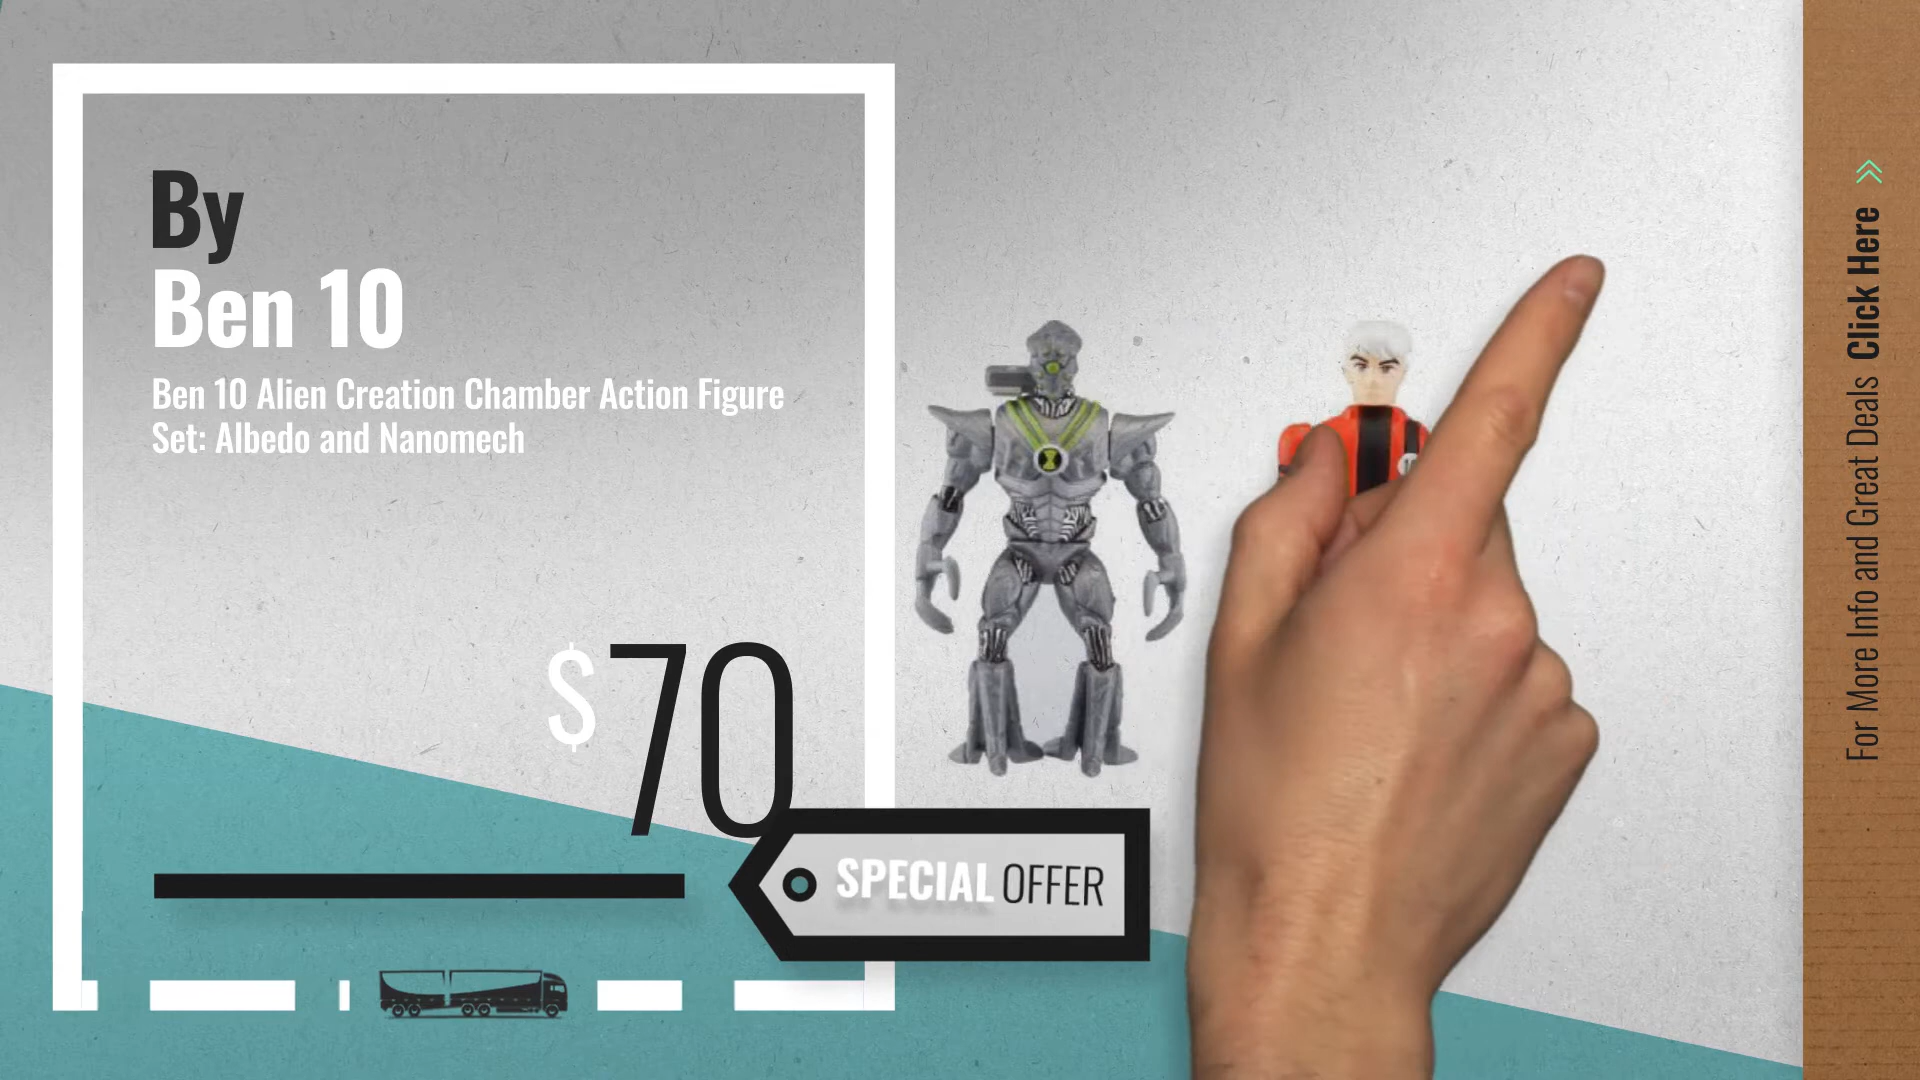 By
Ben 10
Ben 10 Alien Creation Chamber Action Figure
Set: Albedo and Nanomech
$70
SPECIAL OFFER
For More Info and Great Deals Click Here